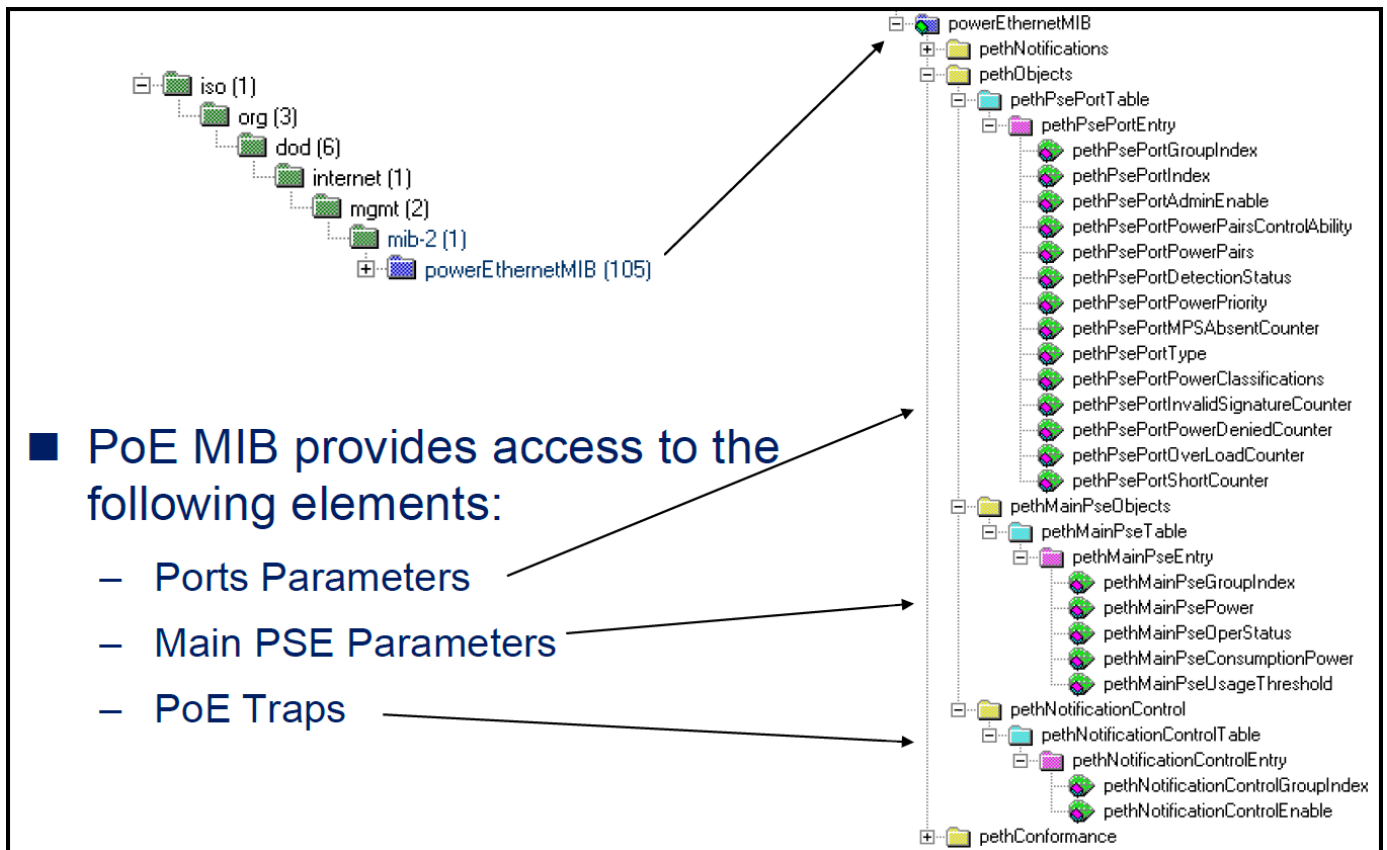 iso (1)
org (3)
dod (6)
internet (1)
mgmt (2)
mib-2 (1)
powerEthernetMIB (105)
PoE MIB provides access to the
following elements:
– Ports Parameters
– Main PSE Parameters
– PoE Traps
powerEthernetMIB
pethNotifications
pethObjects
pethPsePortTable
pethPsePortEntry
pethPsePortGroupIndex
pethPsePortIndex
pethPsePortAdminEnable
pethPsePortPowerPairsControlAbility
pethPsePortPowerPairs
pethPsePortDetectionStatus
pethPsePortPowerPriority
pethPsePortMPSAbsentCounter
pethPsePortType
pethPsePortPowerClassifications
pethPsePortInvalidSignatureCounter
pethPsePortPowerDeniedCounter
pethPsePortOverLoadCounter
pethPsePortShortCounter
pethMainPseObjects
pethMainPseTable
pethMainPseEntry
pethMainPseGroupIndex
pethMainPsePower
pethMainPseOperStatus
pethMainPseConsumptionPower
pethMainPseUsageThreshold
pethNotificationControl
pethNotificationControlTable
pethNotificationControlEntry
pethNotificationControlGroupIndex
pethNotificationControlEnable
pethConformance